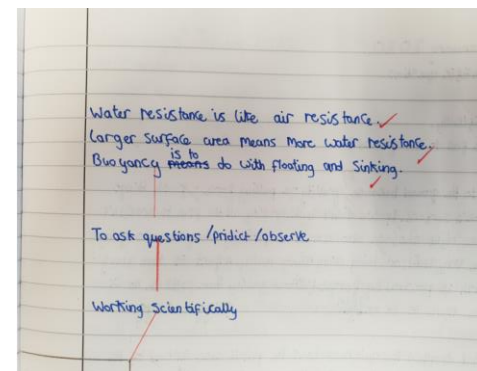 Water resistance is like air resistance.
Larger surface area means more water resistance.
is to
Buoyancy means do with floating and sinking.
To ask questions /pridict /observe
Working scientifically